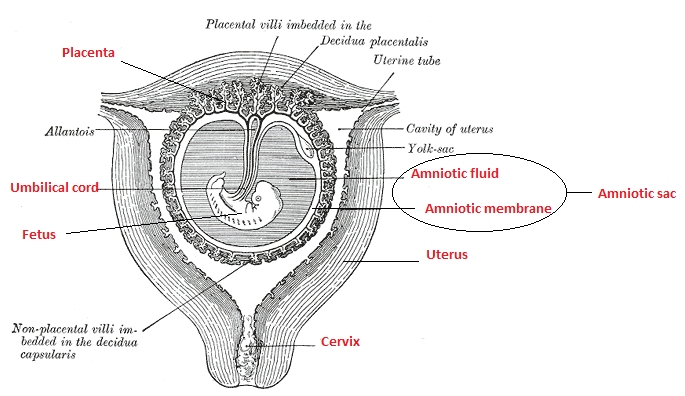 Placental villi imbedded in the
Decidua placentalis
Placenta
Uterine tube
Allantois
Cavity of uterus
Yolk-sac
Amniotic fluid
Umbilical cord
Amniotic sac
Amniotic membrane
Fetus
Uterus
Non-placental villi im-
bedded in the decidua
capsularis
Cervix